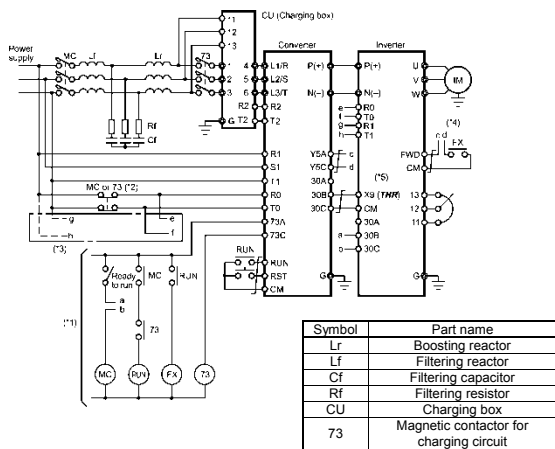 CU (Charging box)
11
12
13
Power supply
MC Lf Lr 73
1 4
2 5
3 6
R2
G T2
Rf
Cf
Converter
L1/R P(+)
L2/S
L3/T N(−)
R2
T2
R1 Y5A c
S1 Y5C d
T1 30A
R0 30B
T0 30C
73A
73C
RUN
RST
CM G
Inverter
P(+) U
V
N(−) W
IM
e R0
f T0
g R1
h T1
(*4)
c d FX
FWD
CM
(*5)
X9 (THR) 13
CM 12
30A 11
a 30B
b 30C
G
MC or 73 (*2)
g e
h f
(*3)
(*1)
Ready to run
MC
RUN
a
b
73
MC RUN FX 73
RUN
Symbol Part name
Lr Boosting reactor
Lf Filtering reactor
Cf Filtering capacitor
Rf Filtering resistor
CU Charging box
73 Magnetic contactor for
charging circuit